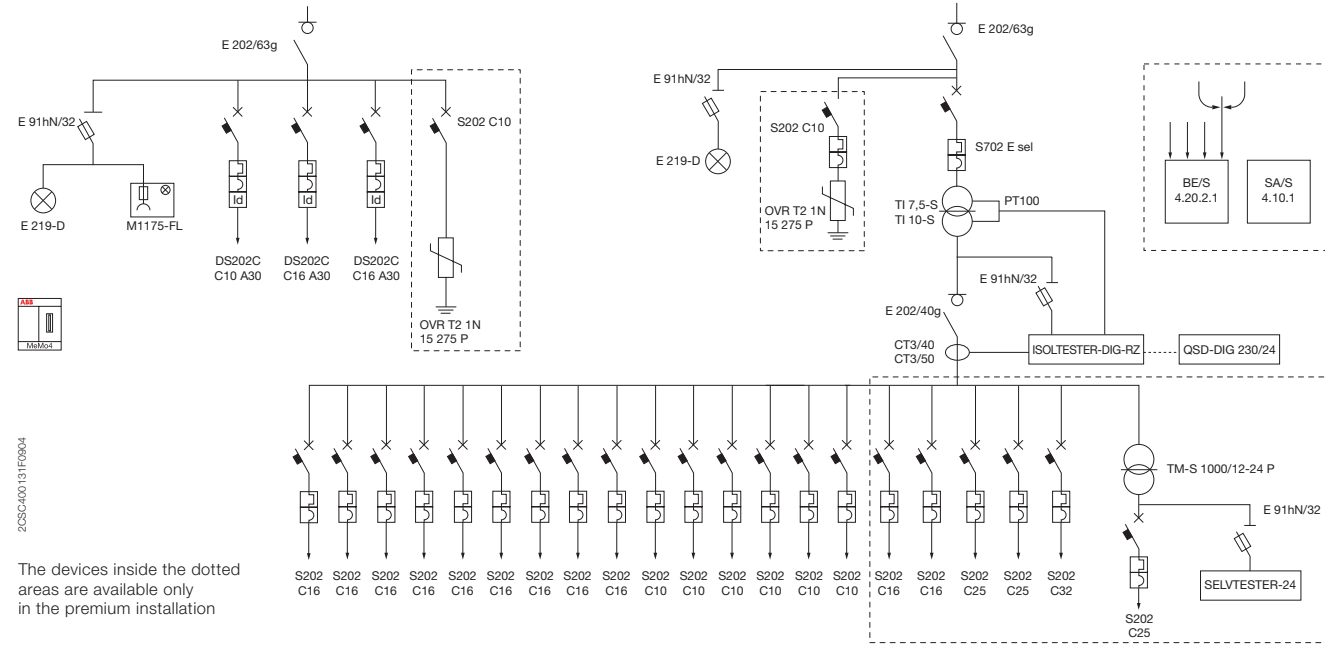 E 202/63g
E 91hN/32
S202 C10
Id
Id
Id
E 219-D
M1175-FL
DS202C
C10 A30
DS202C
C16 A30
DS202C
C16 A30
OVR T2 1N
15 275 P
ABB
MeMo4
E 202/63g
E 91hN/32
S202 C10
E 219-D
OVR T2 1N
15 275 P
S702 E sel
TI 7,5-S
TI 10-S
PT100
BE/S
4.20.2.1
SA/S
4.10.1
E 91hN/32
E 202/40g
CT3/40
CT3/50
ISOLTESTER-DIG-RZ
QSD-DIG 230/24
TM-S 1000/12-24 P
E 91hN/32
SELVTESTER-24
S202
C25
S202
C16
S202
C16
S202
C16
S202
C16
S202
C16
S202
C16
S202
C16
S202
C16
S202
C16
S202
C10
S202
C10
S202
C10
S202
C10
S202
C10
S202
C10
S202
C16
S202
C16
S202
C25
S202
C25
S202
C32
2CSC400131F0904
The devices inside the dotted
areas are available only
in the premium installation